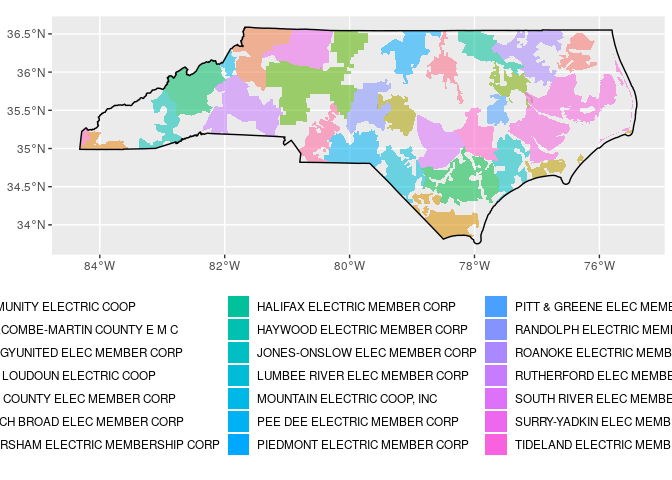 36.5°N
36°N
35.5°N
35°N
34.5°N
34°N
84°W 82°W 80°W 78°W 76°W
MUNITY ELECTRIC COOP HALIFAX ELECTRIC MEMBER CORP PITT & GREENE ELEC MEMB
COMBE-MARTIN COUNTY E M C HAYWOOD ELECTRIC MEMBER CORP RANDOLPH ELECTRIC MEM
GYUNITED ELEC MEMBER CORP JONES-ONSLOW ELEC MEMBER CORP ROANOKE ELECTRIC MEMB
LOUDOUN ELECTRIC COOP LUMBEE RIVER ELEC MEMBER CORP RUTHERFORD ELEC MEMBE
COUNTY ELEC MEMBER CORP MOUNTAIN ELECTRIC COOP, INC SOUTH RIVER ELEC MEMBE
CH BROAD ELEC MEMBER CORP PEE DEE ELECTRIC MEMBER CORP SURRY-YADKIN ELEC MEMB
RSHAM ELECTRIC MEMBERSHIP CORP PIEDMONT ELECTRIC MEMBER CORP TIDELAND ELECTRIC MEMB